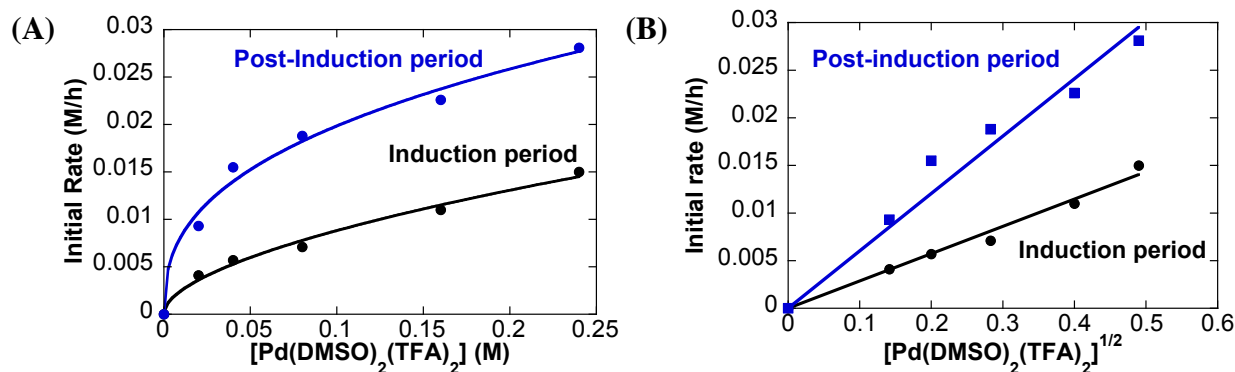 (A)
Initial Rate (M/h)
0.03
0.025
0.02
0.015
0.01
0.005
0
Post-Induction period
Induction period
0 0.05 0.1 0.15 0.2 0.25
[Pd(DMSO)2(TFA)2] (M)
(B)
Initial rate (M/h)
0.03
0.025
0.02
0.015
0.01
0.005
0
Post-induction period
Induction period
0 0.1 0.2 0.3 0.4 0.5 0.6
[Pd(DMSO)2(TFA)2]1/2